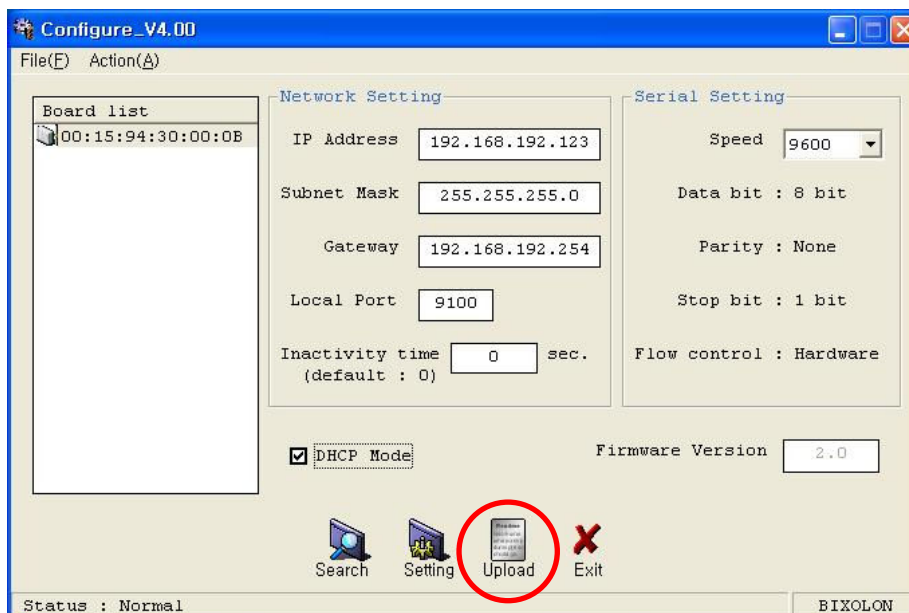 Configure_V4.00
File(F) Action(A)
Board list
00:15:94:30:00:0B
Network Setting
IP Address 192.168.192.123
Subnet Mask 255.255.255.0
Gateway 192.168.192.254
Local Port 9100
Inactivity time 0 sec.
(default : 0)
Serial Setting
Speed 9600
Data bit : 8 bit
Parity : None
Stop bit : 1 bit
Flow control : Hardware
DHCP Mode
Firmware Version 2.0
Search Setting Upload Exit
Status : Normal BIXOLON